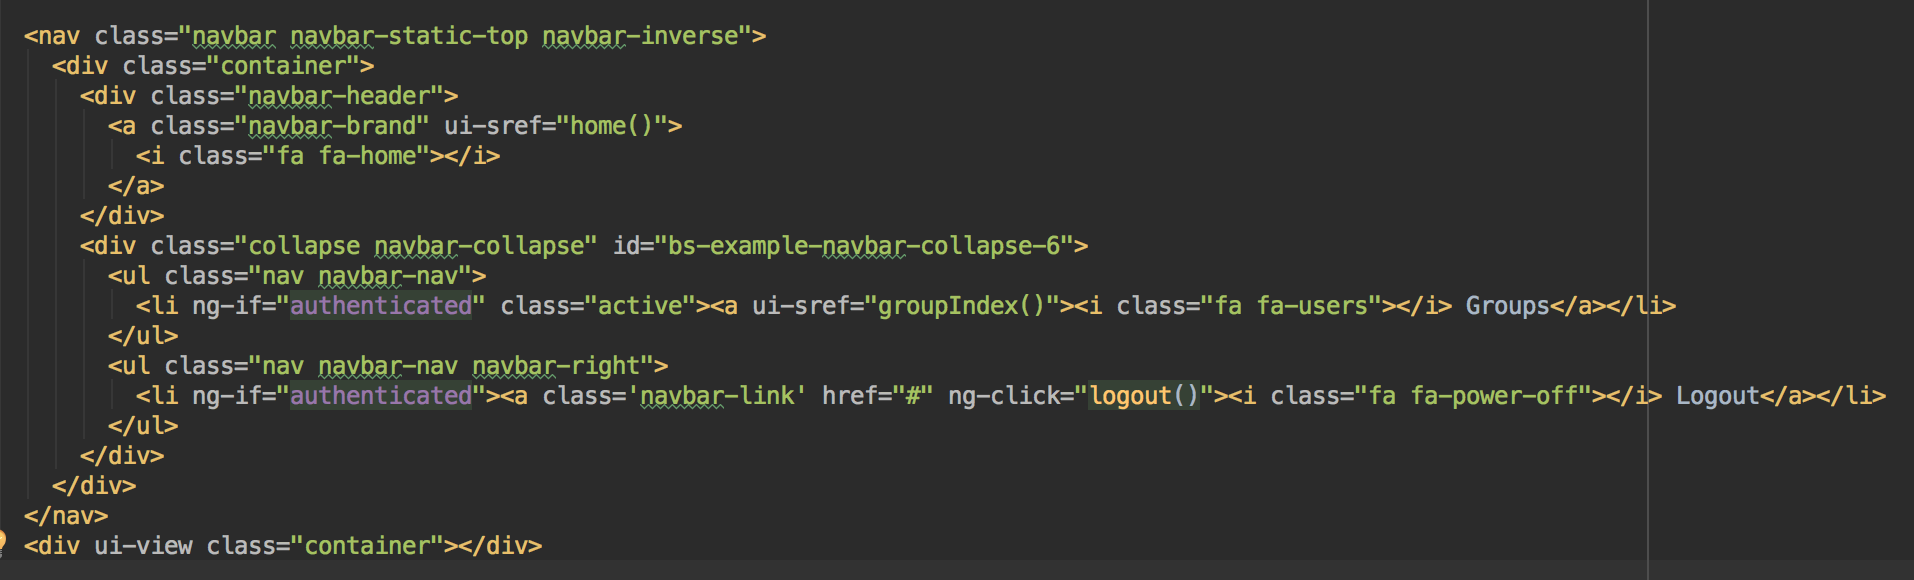 <nav class="navbar navbar-static-top navbar-inverse">
<div class="container">
<div class="navbar-header">
<a class="navbar-brand" ui-sref="home()">
<i class="fa fa-home"></i>
</a>
</div>
<div class="collapse navbar-collapse" id="bs-example-navbar-collapse-6">
<ul class="nav navbar-nav">
<li ng-if="authenticated" class="active"><a ui-sref="groupIndex()"><i class="fa fa-users"></i> Groups</a></li>
</ul>
<ul class="nav navbar-nav navbar-right">
<li ng-if="authenticated"><a class='navbar-link' href="#" ng-click="logout()"><i class="fa fa-power-off"></i> Logout</a></li>
</ul>
</div>
</div>
</nav>
<div ui-view class="container"></div>